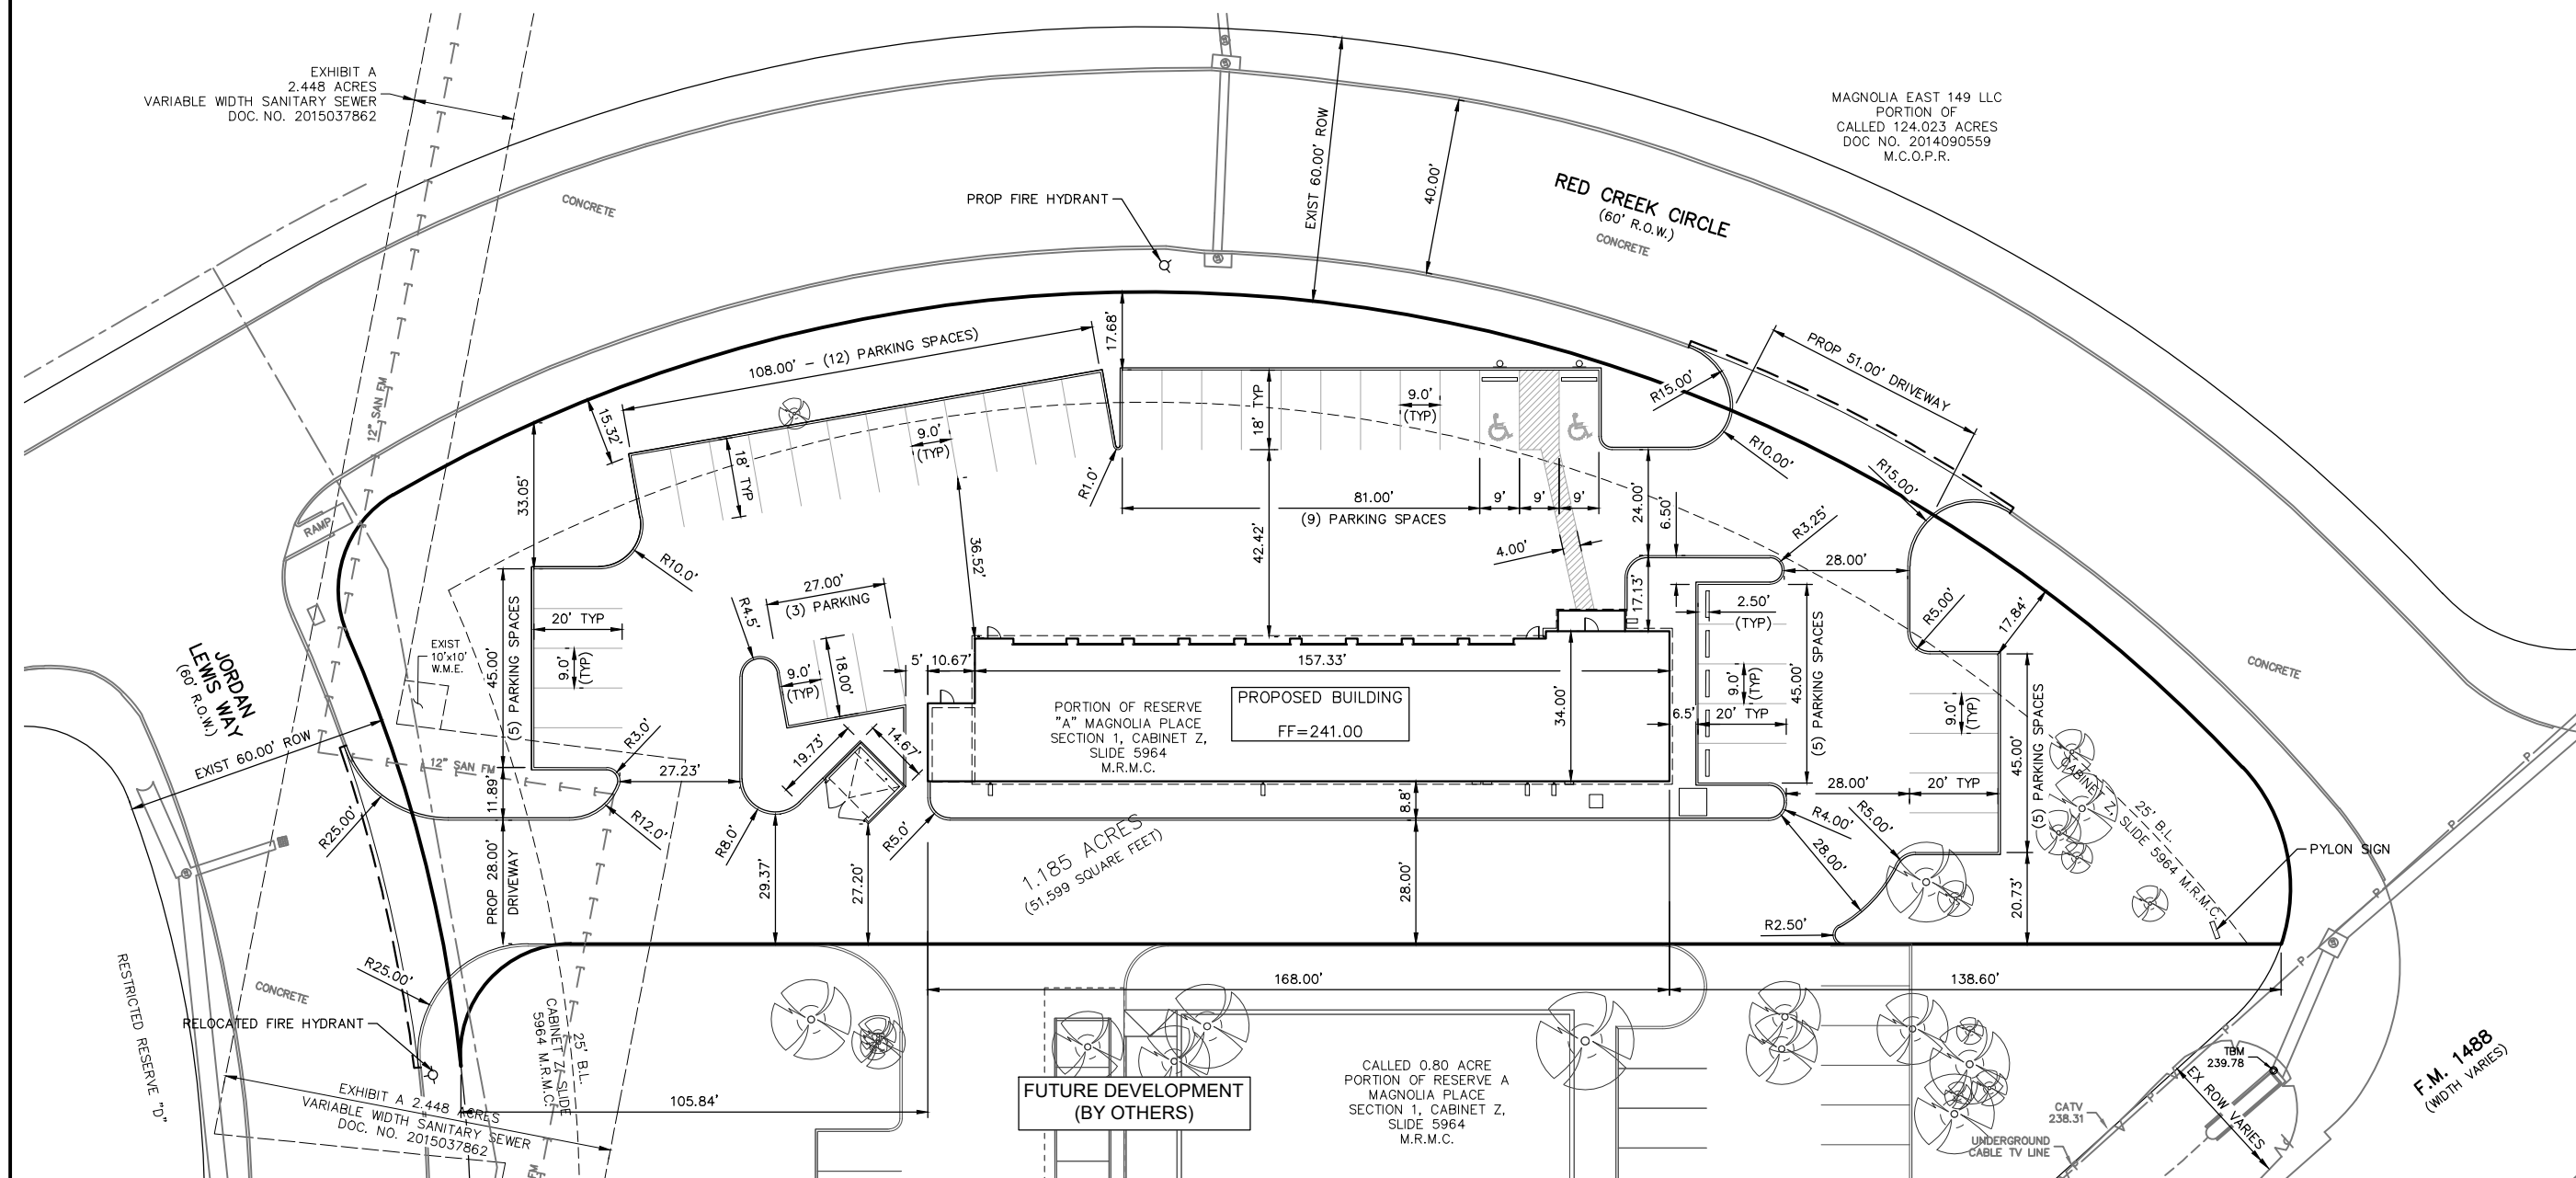 EXHIBIT A
2.448 ACRES
VARIABLE WIDTH SANITARY SEWER
DOC. NO. 2015037862
CONCRETE
12" SAN FM
PROP FIRE HYDRANT
EXIST 60.00' ROW
40.00'
RED CREEK CIRCLE
(60' R.O.W.)
CONCRETE
MAGNOLIA EAST 149 LLC
PORTION OF
CALLED 124.023 ACRES
DOC NO. 2014090559
M.C.O.P.R.
108.00' - (12) PARKING SPACES)
17.68'
15.32'
33.05'
18' TYP
9.0'
(TYP)
R1.0'
18' TYP
9.0'
(TYP)
R15.00'
PROP 51.00' DRIVEWAY
R10.00'
R15.00'
81.00'
(9) PARKING SPACES
9'
9'
9'
24.00'
6.50'
R3.25'
42.42'
36.52'
4.00'
17.13'
28.00'
R5.00'
17.84'
RAMP
R10.0'
27.00'
(3) PARKING
R4.5'
JORDAN
LEWIS WAY
(60' R.O.W.)
EXIST
10'x10'
W.M.E.
45.00'
(5) PARKING SPACES
20' TYP
9.0'
(TYP)
9.0'
(TYP)
18.00'
5'
10.67'
157.33'
34.00'
PORTION OF RESERVE
"A" MAGNOLIA PLACE
SECTION 1, CABINET Z,
SLIDE 5964
M.R.M.C.
PROPOSED BUILDING
FF=241.00
2.50'
(TYP)
9.0'
(TYP)
6.5'
20' TYP
45.00'
(5) PARKING SPACES
9.0'
(TYP)
28.00'
20' TYP
45.00'
(5) PARKING SPACES
CONCRETE
25' B.L.
CABINET Z, SLIDE 5964 M.R.M.C.
PYLON SIGN
EXIST 60.00' ROW
12" SAN FM
R3.0'
27.23'
19.73'
14.67'
11.89'
R25.00'
R12.0'
R8.0'
R5.0'
8.8'
R4.00'
R5.00'
28.00'
PROP 28.00'
DRIVEWAY
29.37'
27.20'
1.185 ACRES
(51,599 SQUARE FEET)
28.00'
R2.50'
20.73'
RESTRICTED RESERVE "D"
CONCRETE
R25.00'
RELOCATED FIRE HYDRANT
168.00'
138.60'
25' B.L.
CABINET Z, SLIDE
5964 M.R.M.C.
EXHIBIT A 2.448 ACRES
VARIABLE WIDTH SANITARY SEWER
DOC. NO. 2015037862
FM
105.84'
FUTURE DEVELOPMENT
(BY OTHERS)
CALLED 0.80 ACRE
PORTION OF RESERVE A
MAGNOLIA PLACE
SECTION 1, CABINET Z,
SLIDE 5964
M.R.M.C.
TBM
239.78
CATV
238.31
UNDERGROUND
CABLE TV LINE
EX ROW VARIES
F.M. 1488
(WIDTH VARIES)